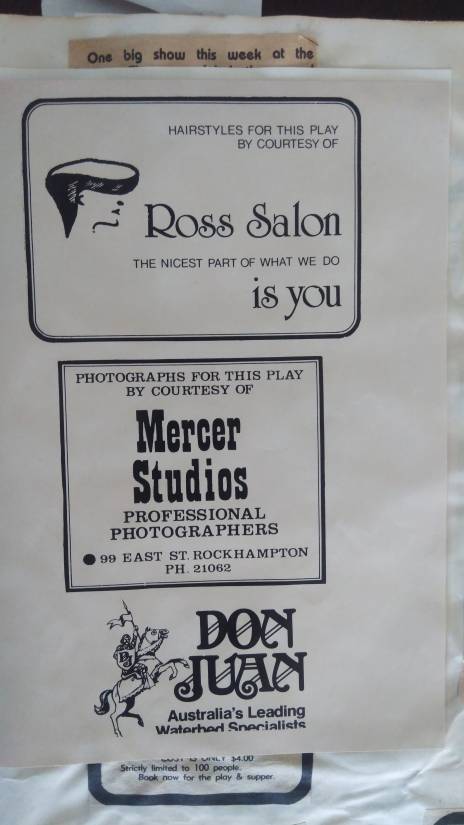 One big show this week at the
HAIRSTYLES FOR THIS PLAY
BY COURTESY OF
Ross Salon
THE NICEST PART OF WHAT WE DO
is you
PHOTOGRAPHS FOR THIS PLAY
BY COURTESY OF
Mercer
Studios
PROFESSIONAL
PHOTOGRAPHERS
● 99 EAST ST. ROCKHAMPTON
PH. 21062
DON
JUAN
Australia's Leading
Waterbed Specialists
COST IS ONLY $4.00
Strictly limited to 100 people.
Book now for the play & supper.